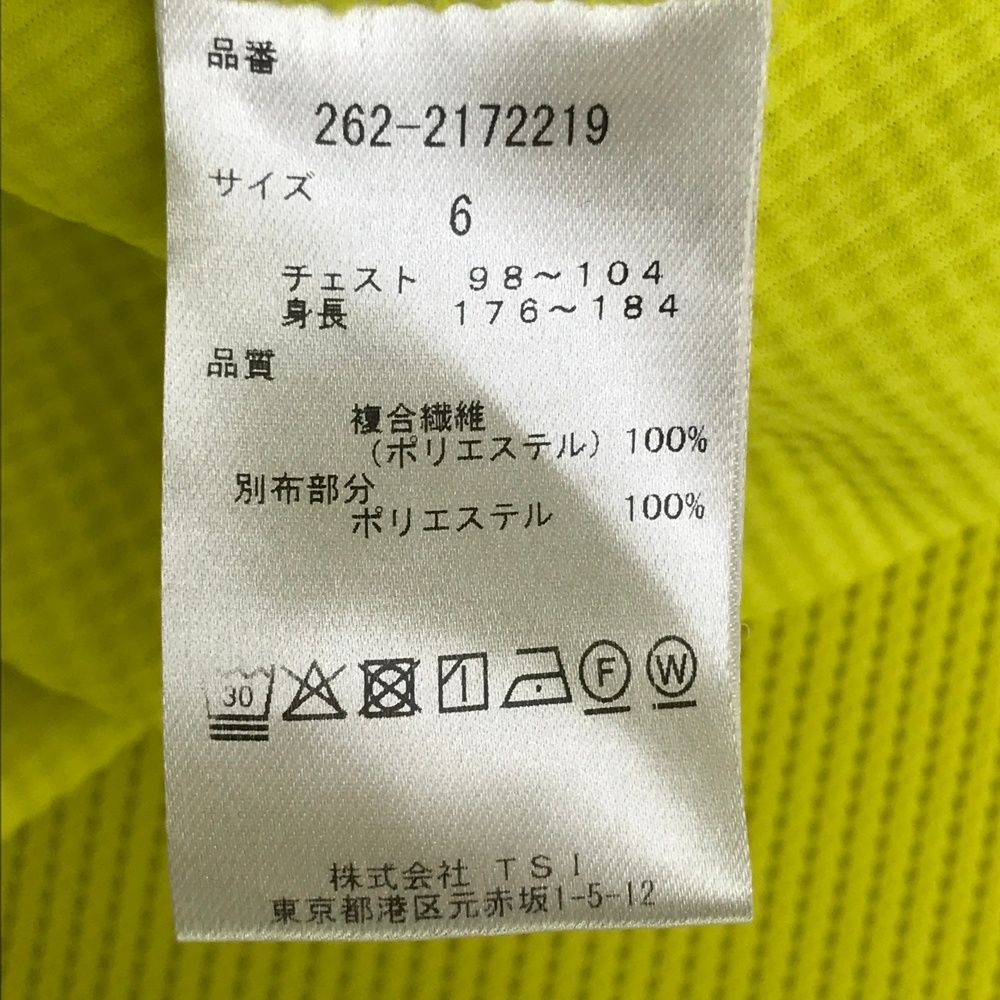 品番
262-2172219
サイズ
6
チェスト 98～104
身長 176～184
品質
複合繊維
(ポリエステル) 100%
別布部分
ポリエステル 100%
30 F W
株式会社 TSI
東京都港区元赤坂1-5-12